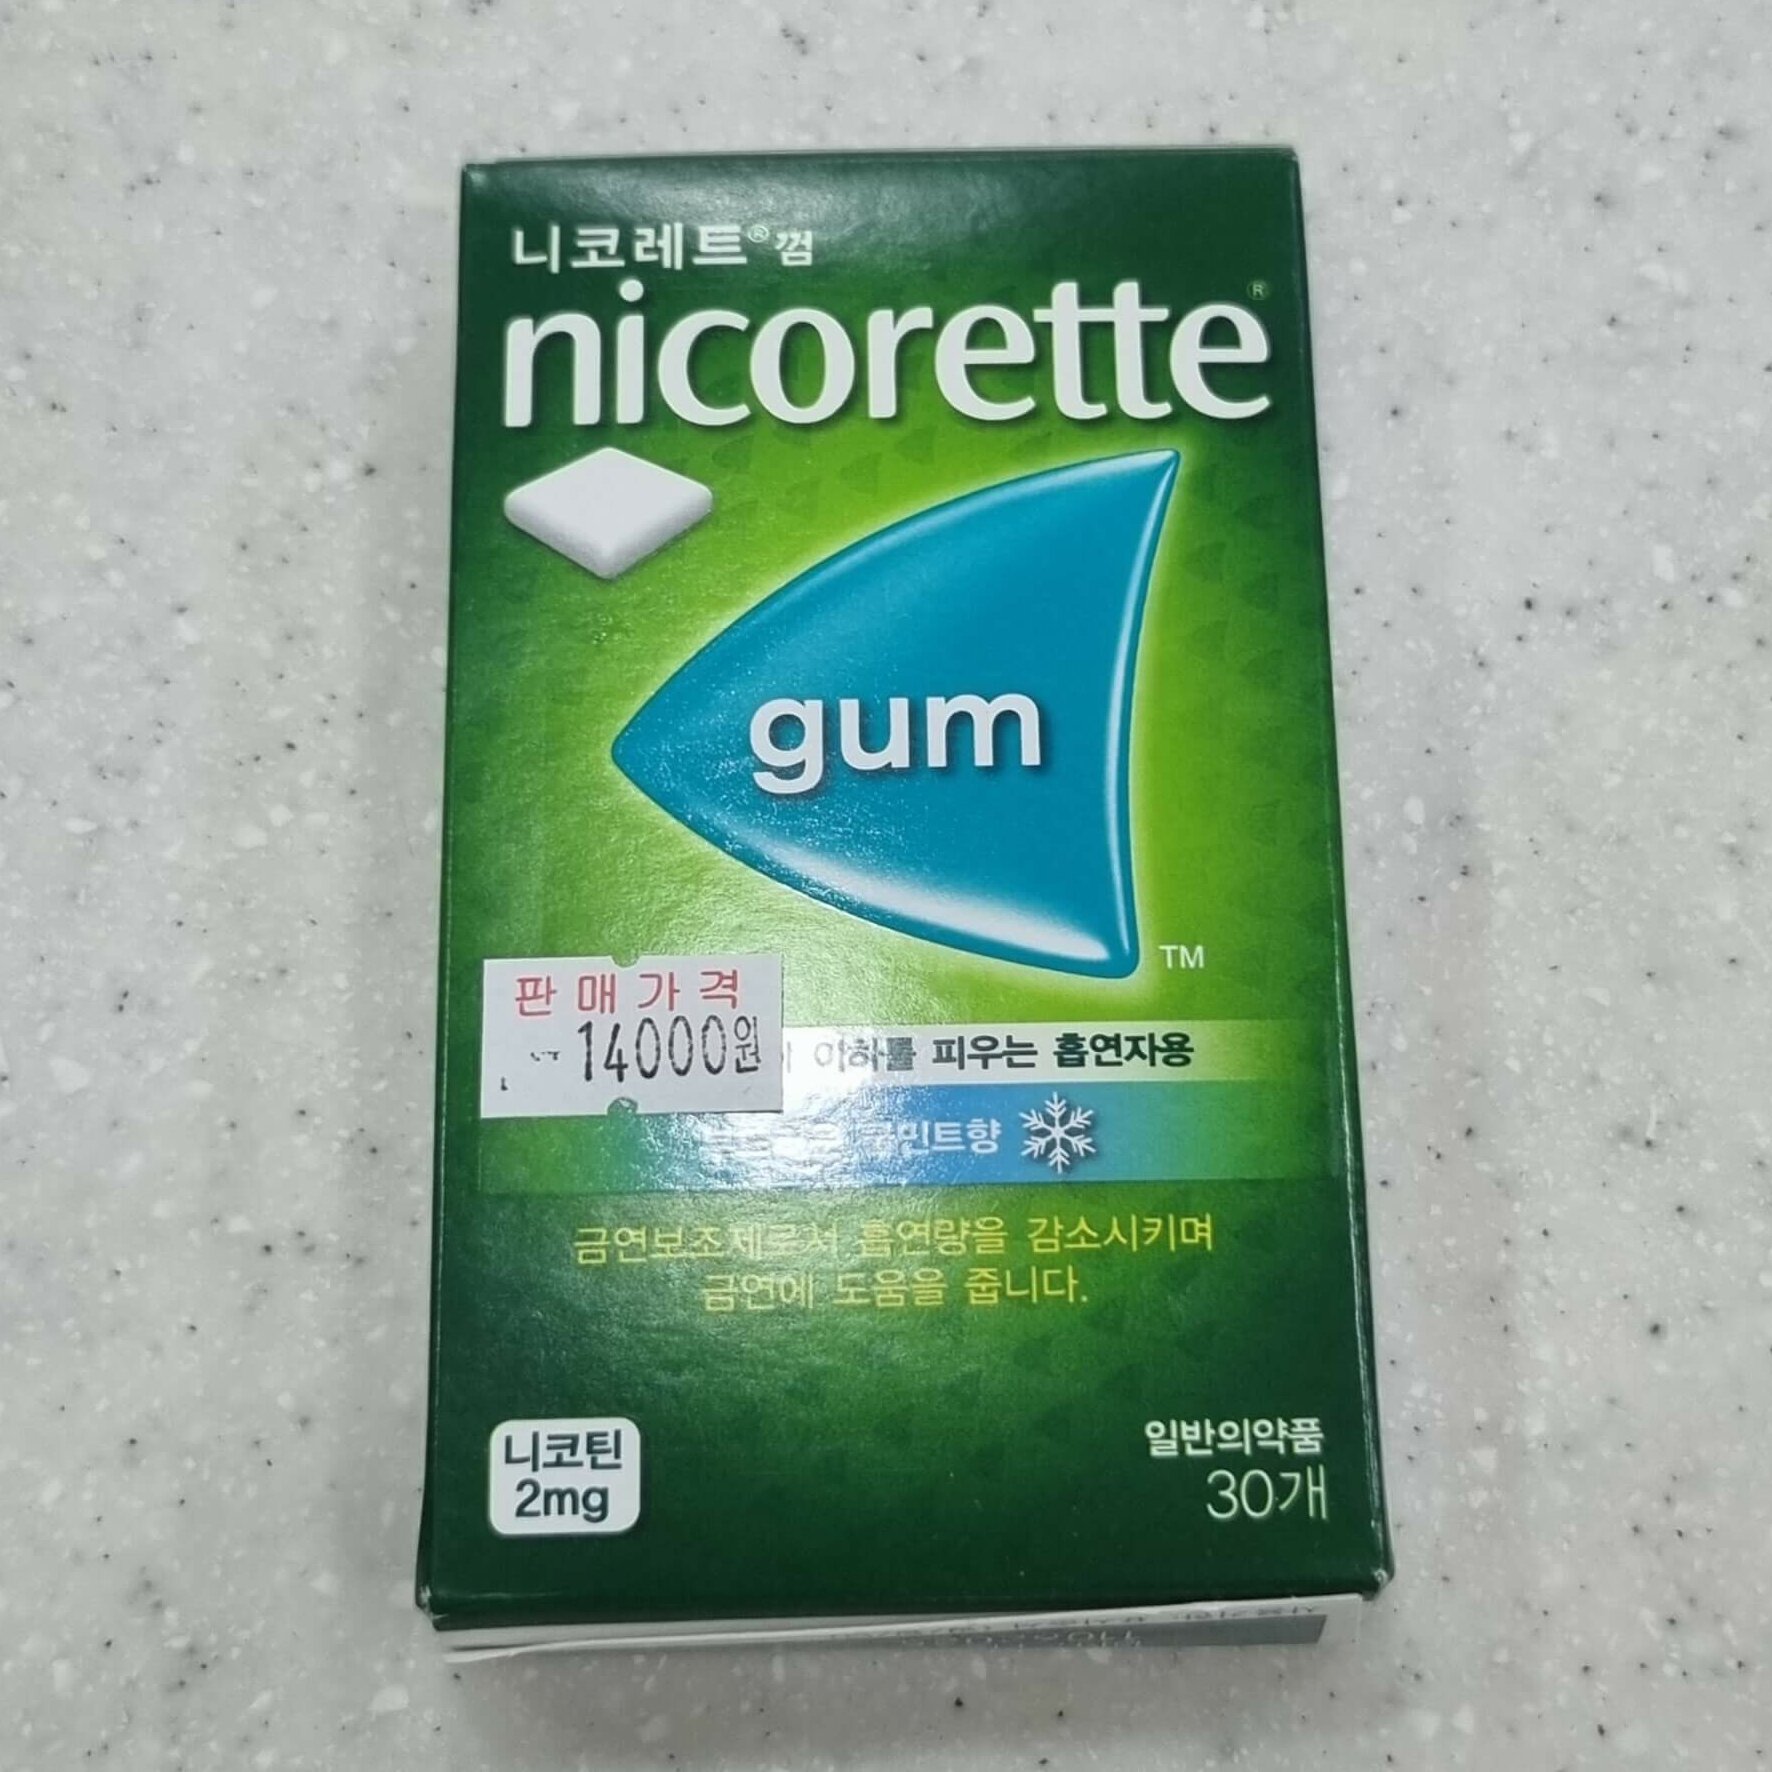 니코레트® 껌
nicorette®
gum
TM
판매가격
14000원
이하를 피우는 흡연자용
금연보조제로서 흡연량을 감소시키며
금연에 도움을 줍니다.
니코틴
2mg
일반의약품
30개